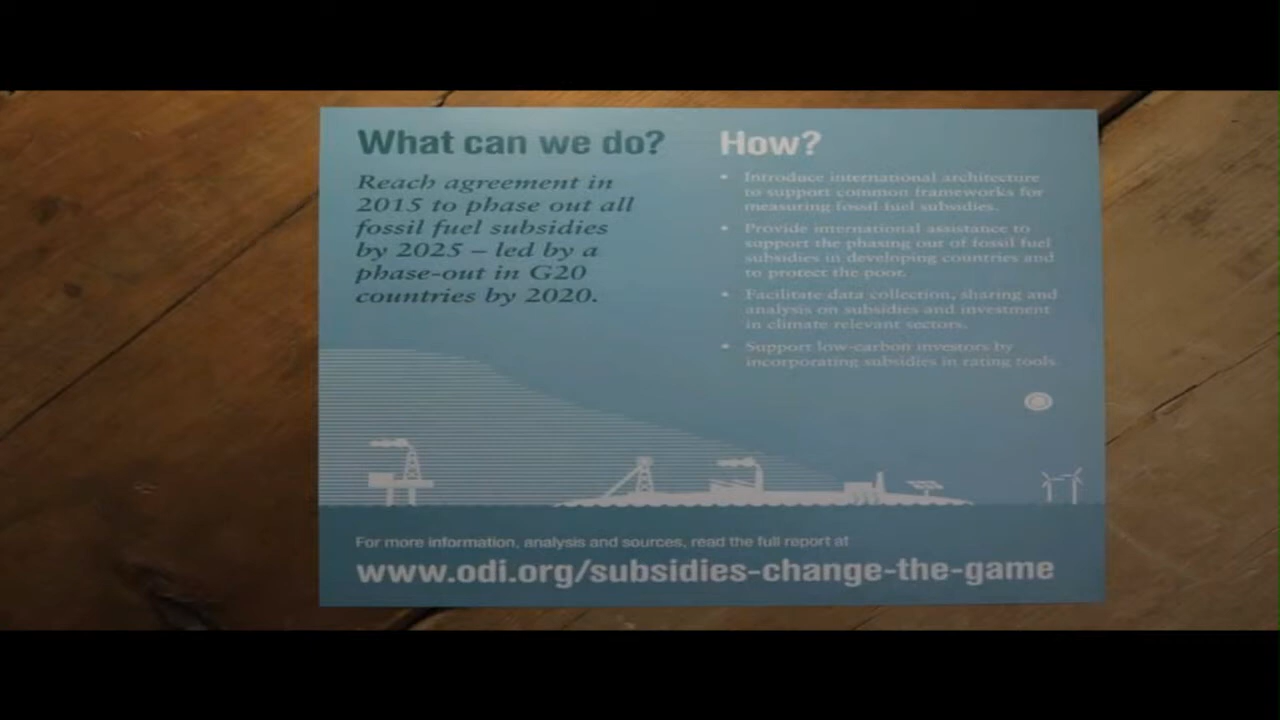 What can we do?
Reach agreement in
2015 to phase out all
fossil fuel subsidies
by 2025 – led by a
phase-out in G20
countries by 2020.
How?
• Introduce international architecture
to support common frameworks for
measuring fossil fuel subsidies.
• Provide international assistance to
support the phasing out of fossil fuel
subsidies in developing countries and
to protect the poor.
• Facilitate data collection, sharing and
analysis on subsidies and investment
in climate relevant sectors.
• Support low-carbon investors by
incorporating subsidies in rating tools
For more information, analysis and sources, read the full report at
www.odi.org/subsidies-change-the-game